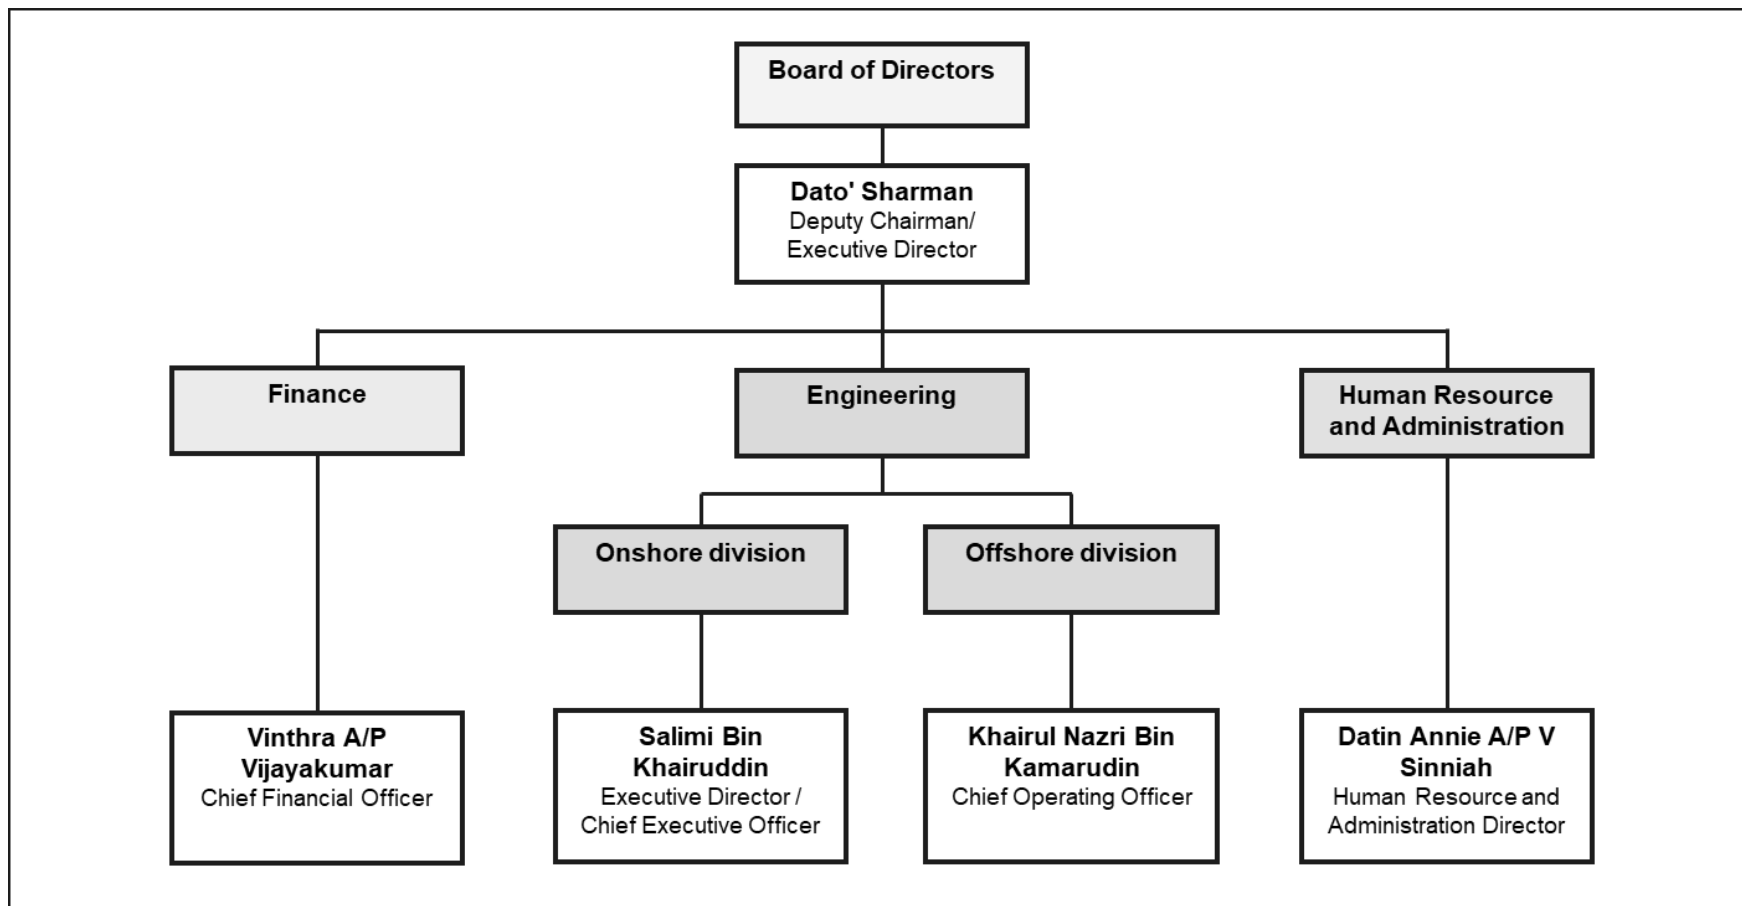 Board of Directors
Dato' Sharman
Deputy Chairman/
Executive Director
Finance
Engineering
Human Resource
and Administration
Onshore division
Offshore division
Vinthra A/P
Vijayakumar
Chief Financial Officer
Salimi Bin
Khairuddin
Executive Director /
Chief Executive Officer
Khairul Nazri Bin
Kamarudin
Chief Operating Officer
Datin Annie A/P V
Sinniah
Human Resource and
Administration Director